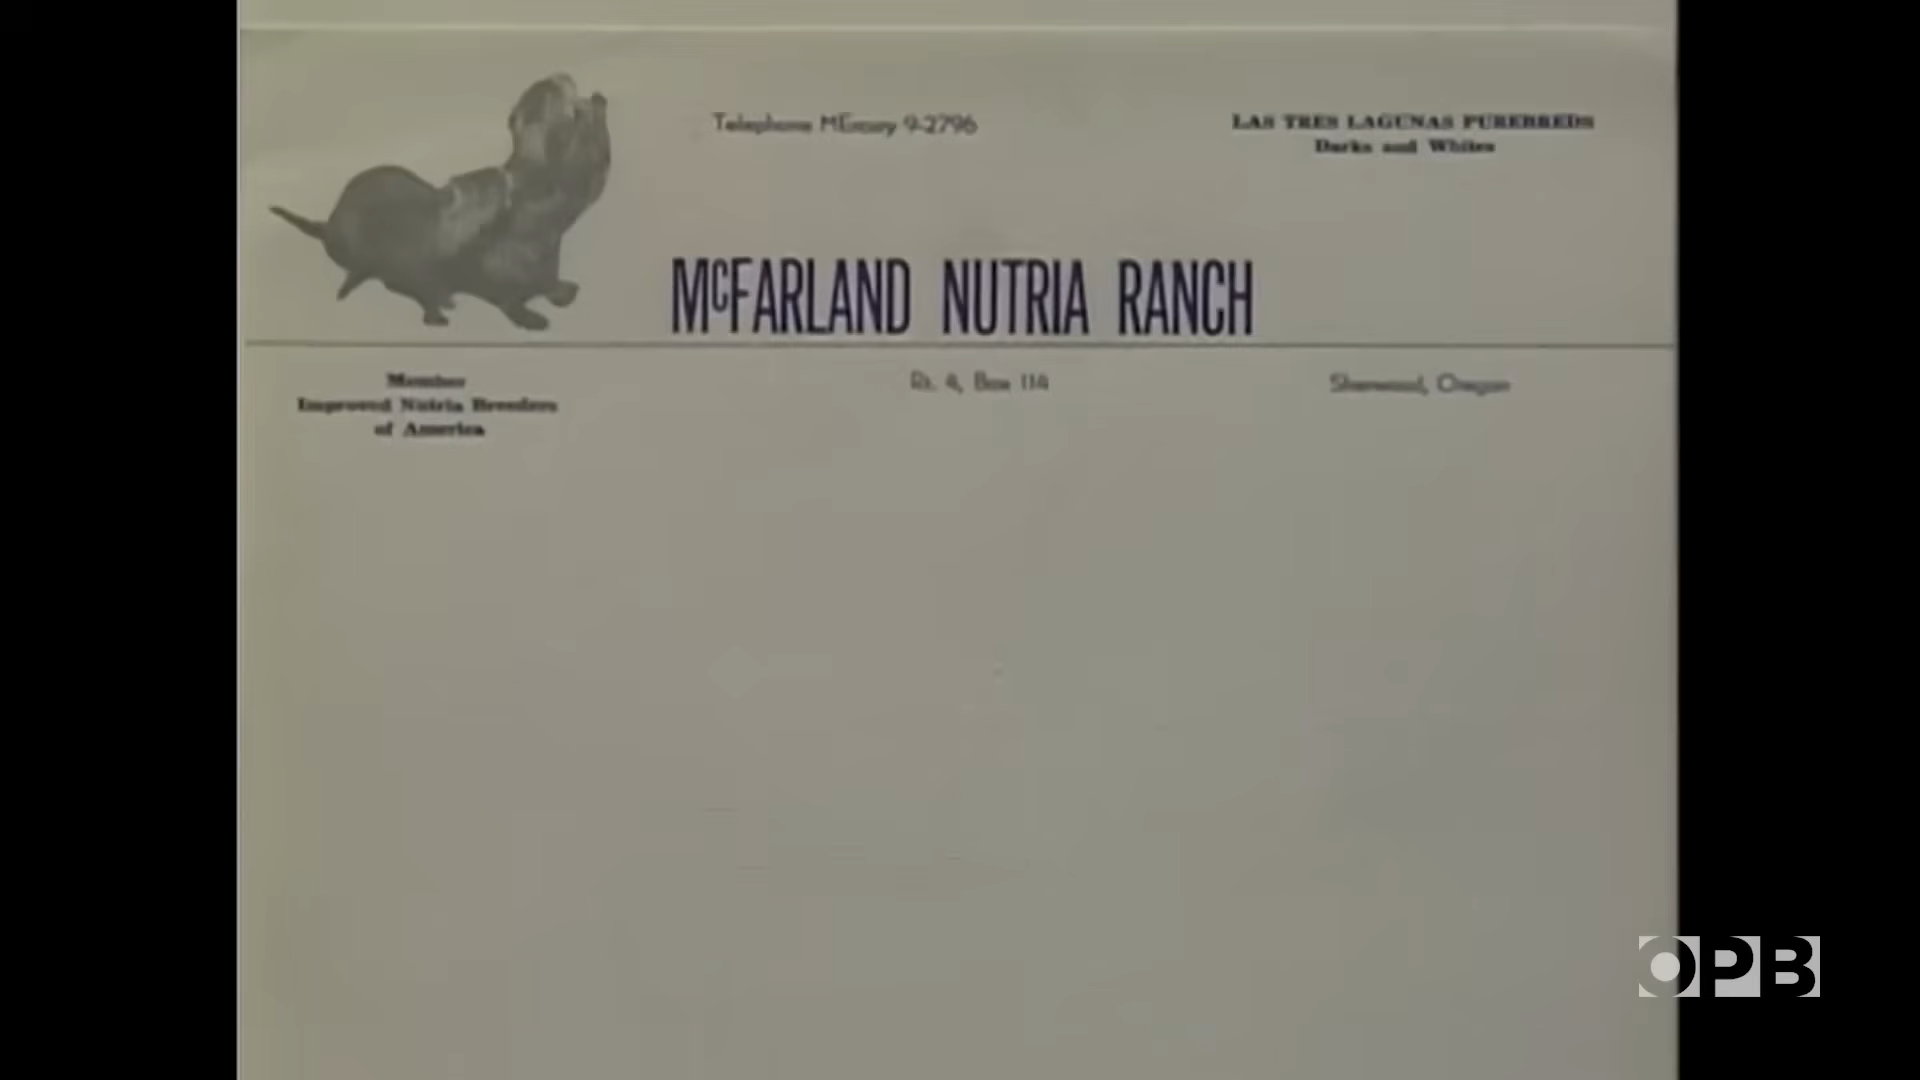 Telephone MErcury 9-2796
LAS TRES LAGUNAS PUREBREDS
Darks and Whites
McFARLAND NUTRIA RANCH
Member
Improved Nutria Breeders
of America
Rt. 4, Box 114
Sherwood, Oregon
OPB